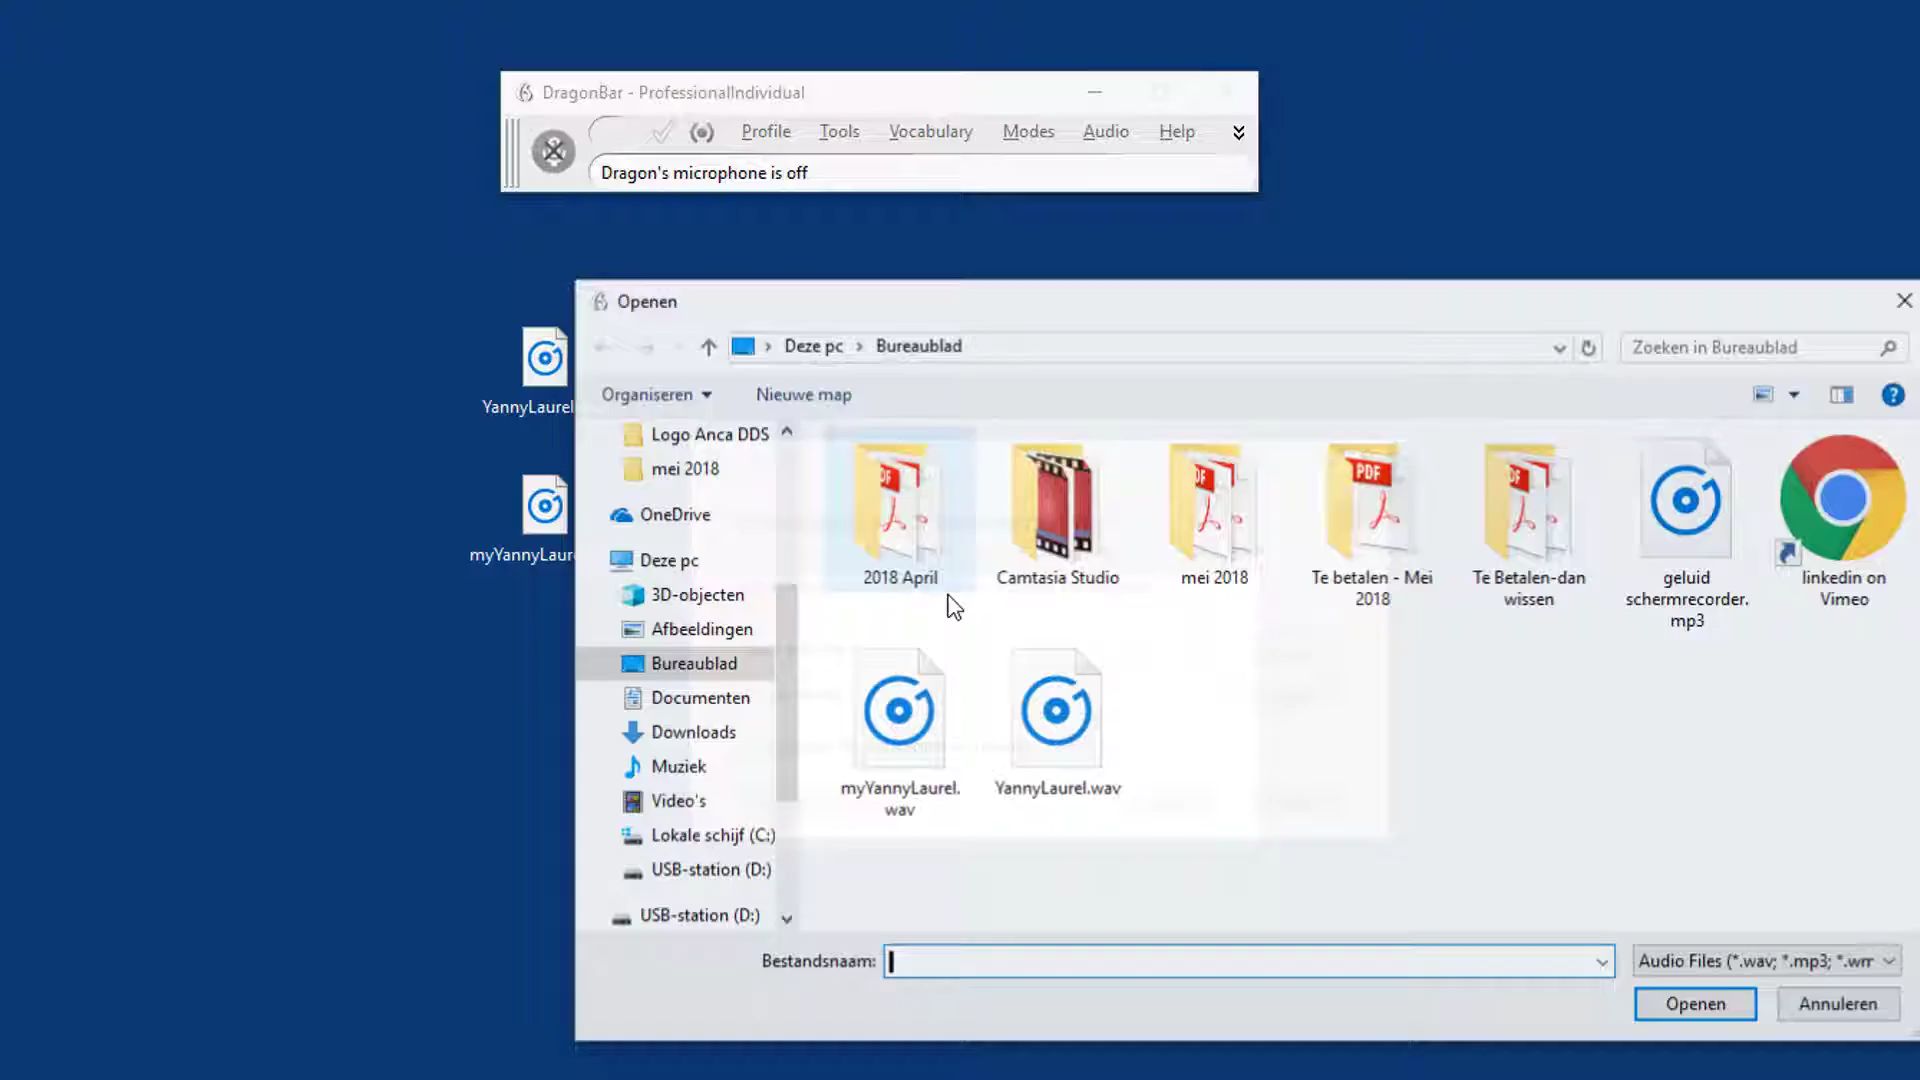 DragonBar - ProfessionalIndividual
Profile Tools Vocabulary Modes Audio Help
Dragon's microphone is off
YannyLaurel
myYannyLaure
Openen
Deze pc › Bureaublad
Zoeken in Bureaublad
Organiseren
Nieuwe map
Logo Anca DDS
mei 2018
OneDrive
Deze pc
3D-objecten
Afbeeldingen
Bureaublad
Documenten
Downloads
Muziek
Video's
Lokale schijf (C:)
USB-station (D:)
USB-station (D:)
2018 April
Camtasia Studio
mei 2018
Te betalen - Mei
2018
Te Betalen-dan
wissen
geluid
schermrecorder.
mp3
linkedin on
Vimeo
myYannyLaurel.
wav
YannyLaurel.wav
Bestandsnaam:
Audio Files (*.wav; *.mp3; *.wm
Openen
Annuleren